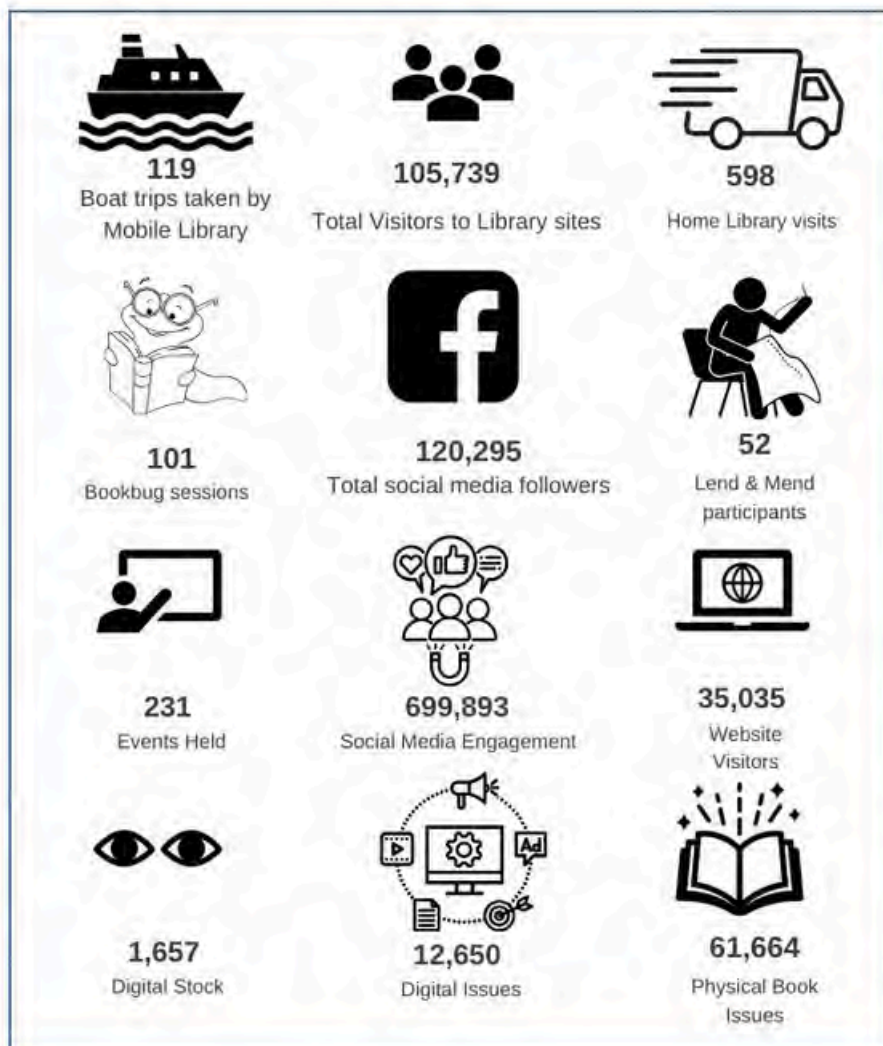 119
Boat trips taken by
Mobile Library
105,739
Total Visitors to Library sites
598
Home Library visits
101
Bookbug sessions
120,295
Total social media followers
52
Lend & Mend
participants
231
Events Held
699,893
Social Media Engagement
35,035
Website
Visitors
Ad
1,657
Digital Stock
12,650
Digital Issues
61,664
Physical Book
Issues